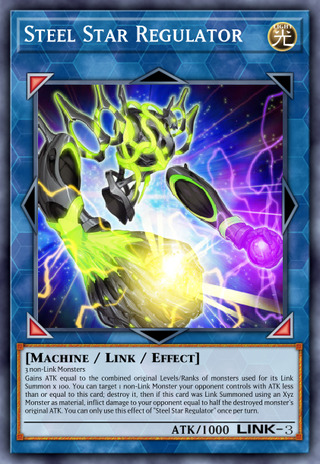 STEEL STAR REGULATOR
LIGHT
光
[MACHINE / LINK / EFFECT]
3 non-Link Monsters
Gains ATK equal to the combined original Levels/Ranks of monsters used for its Link
Summon x 100. You can target 1 non-Link Monster your opponent controls with ATK less
than or equal to this card; destroy it, then if this card was Link Summoned using an Xyz
Monster as material, inflict damage to your opponent equal to half the destroyed monster's
original ATK. You can only use this effect of "Steel Star Regulator" once per turn.
ATK/1000 LINK-3